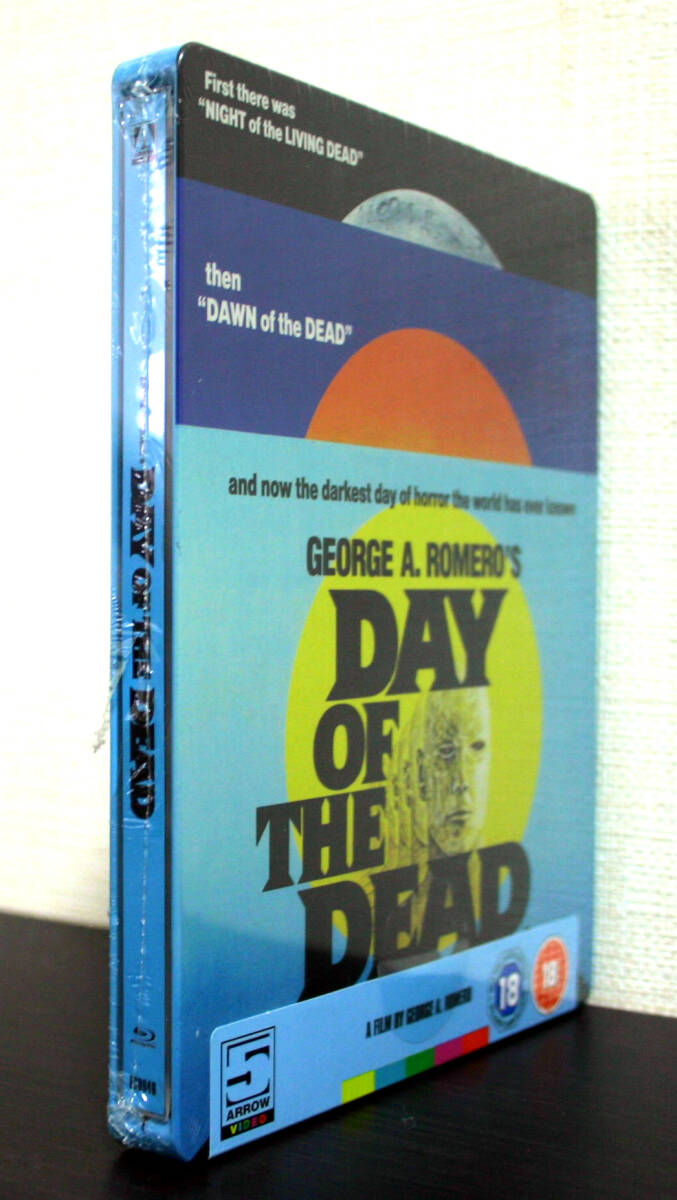 First there was
"NIGHT of the LIVING DEAD"
then
"DAWN of the DEAD"
and now the darkest day of horror the world has ever known
GEORGE A. ROMERO'S
DAY
OF
THE
DEAD
A FILM BY GEORGE A. ROMERO
18
18
ARROW
VIDEO
DAY OF THE DEAD